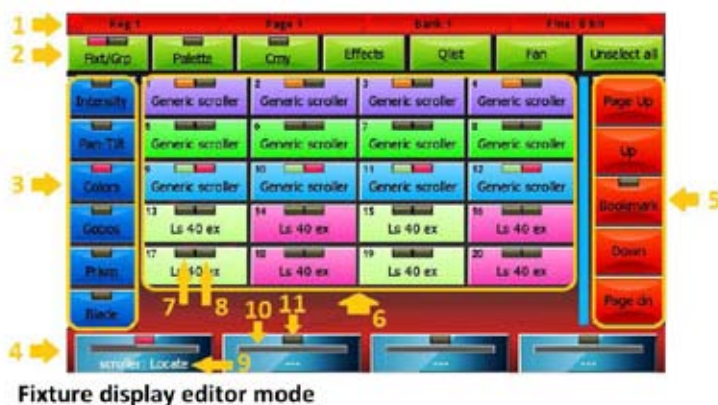 1 Reg 1 Page 1 Bank 1 Fine: 8 bit
2 Fixt/Grp Palette Cmy Effects Qlist Fan Unselect all
Intensity
1 Generic scroller 2 Generic scroller 3 Generic scroller 4 Generic scroller
Page Up
Pan-Tilt
5 Generic scroller 6 Generic scroller 7 Generic scroller 8 Generic scroller
Up
3 Colors
9 Generic scroller 10 Generic scroller 11 Generic scroller 12 Generic scroller
Bookmark 5
Gobos
13 Ls 40 ex 14 Ls 40 ex 15 Ls 40 ex 16 Ls 40 ex
Down
Prism
17 Ls 40 ex 18 Ls 40 ex 19 Ls 40 ex 20 Ls 40 ex
Page dn
Blade
7 8 10 11 6
4 scroller: Locate 9 --- --- ---
Fixture display editor mode